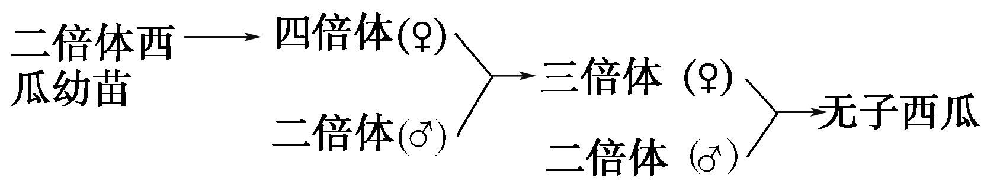 二倍体西
瓜幼苗
四倍体(♀)
二倍体(♂)
三倍体 (♀)
二倍体 (♂)
无子西瓜